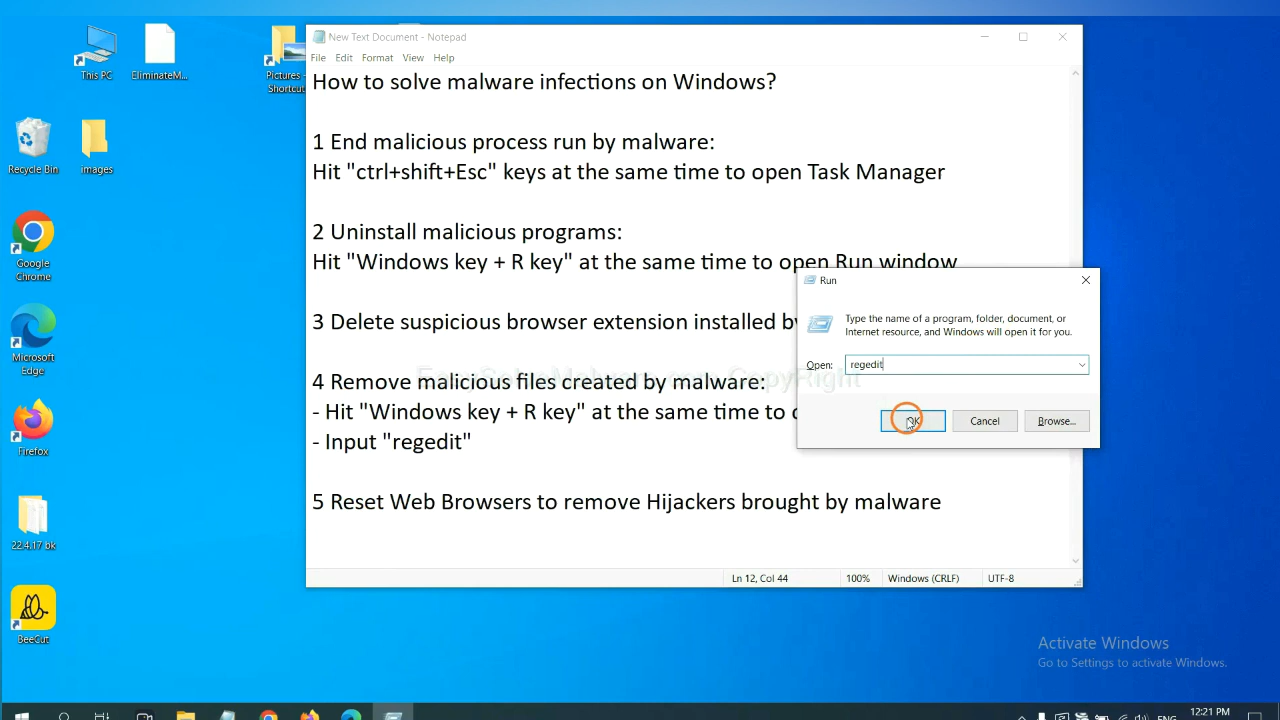 This PC
EliminateM...
Pictures -
Shortcut
Recycle Bin
images
Google
Chrome
Microsoft
Edge
Firefox
22.4.17 bk
BeeCut
New Text Document - Notepad
File Edit Format View Help
How to solve malware infections on Windows?
1 End malicious process run by malware:
Hit "ctrl+shift+Esc" keys at the same time to open Task Manager
2 Uninstall malicious programs:
Hit "Windows key + R key" at the same time to open Run window
3 Delete suspicious browser extension installed by
4 Remove malicious files created by malware:
- Hit "Windows key + R key" at the same time to
- Input "regedit"
5 Reset Web Browsers to remove Hijackers brought by malware
Ln 12, Col 44 100% Windows (CRLF) UTF-8
Run
Type the name of a program, folder, document, or
Internet resource, and Windows will open it for you.
Open: regedit
OK Cancel Browse...
Activate Windows
Go to Settings to activate Windows.
ENG
12:21 PM